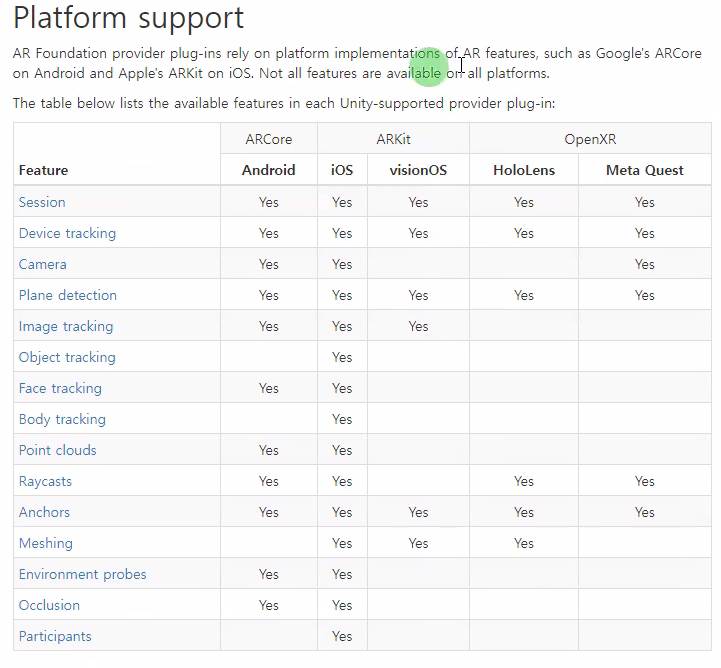 Platform support
AR Foundation provider plug-ins rely on platform implementations of AR features, such as Google's ARCore
on Android and Apple's ARKit on iOS. Not all features are available on all platforms.
The table below lists the available features in each Unity-supported provider plug-in:
ARCore ARKit OpenXR
Feature Android iOS visionOS HoloLens Meta Quest
Session Yes Yes Yes Yes Yes
Device tracking Yes Yes Yes Yes Yes
Camera Yes Yes Yes
Plane detection Yes Yes Yes Yes Yes
Image tracking Yes Yes Yes
Object tracking Yes
Face tracking Yes Yes
Body tracking Yes
Point clouds Yes Yes
Raycasts Yes Yes Yes Yes
Anchors Yes Yes Yes Yes Yes
Meshing Yes Yes Yes
Environment probes Yes Yes
Occlusion Yes Yes
Participants Yes